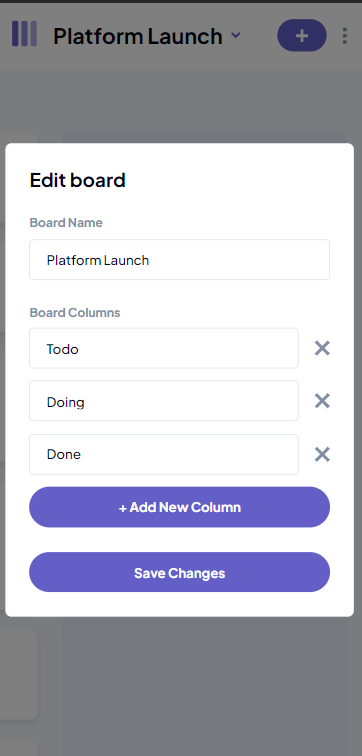 Platform Launch
Edit board
Board Name
Platform Launch
Board Columns
Todo
Doing
Done
+ Add New Column
Save Changes